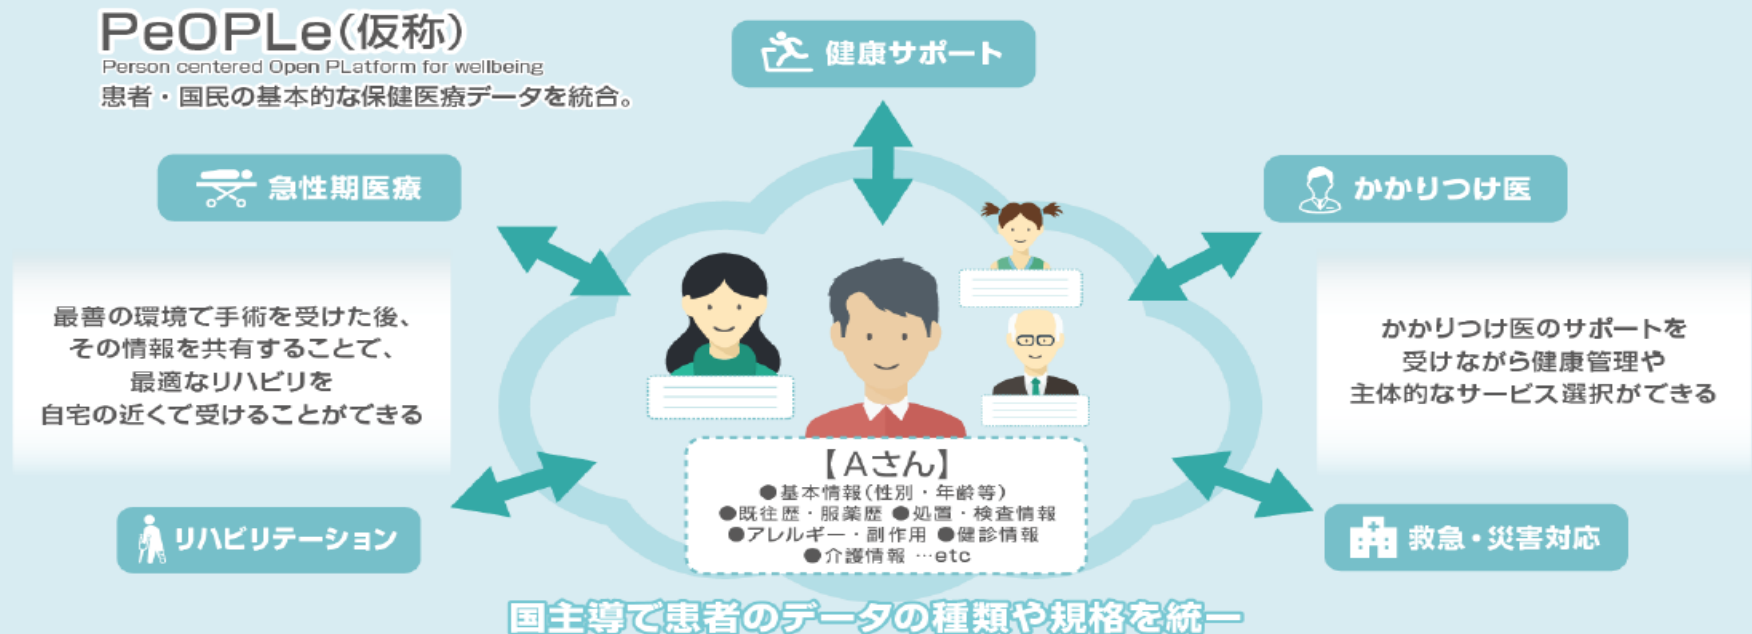 PeOPLe(仮称)
Person centered Open PLatform for wellbeing
患者・国民の基本的な保健医療データを統合。
健康サポート
急性期医療
かかりつけ医
最善の環境で手術を受けた後、
その情報を共有することで、
最適なリハビリを
自宅の近くで受けることができる
かかりつけ医のサポートを
受けながら健康管理や
主体的なサービス選択ができる
【Aさん】
●基本情報(性別・年齢等)
●既往歴・服薬歴 ●処置・検査情報
●アレルギー・副作用 ●健診情報
●介護情報 …etc
リハビリテーション
救急・災害対応
国主導で患者のデータの種類や規格を統一